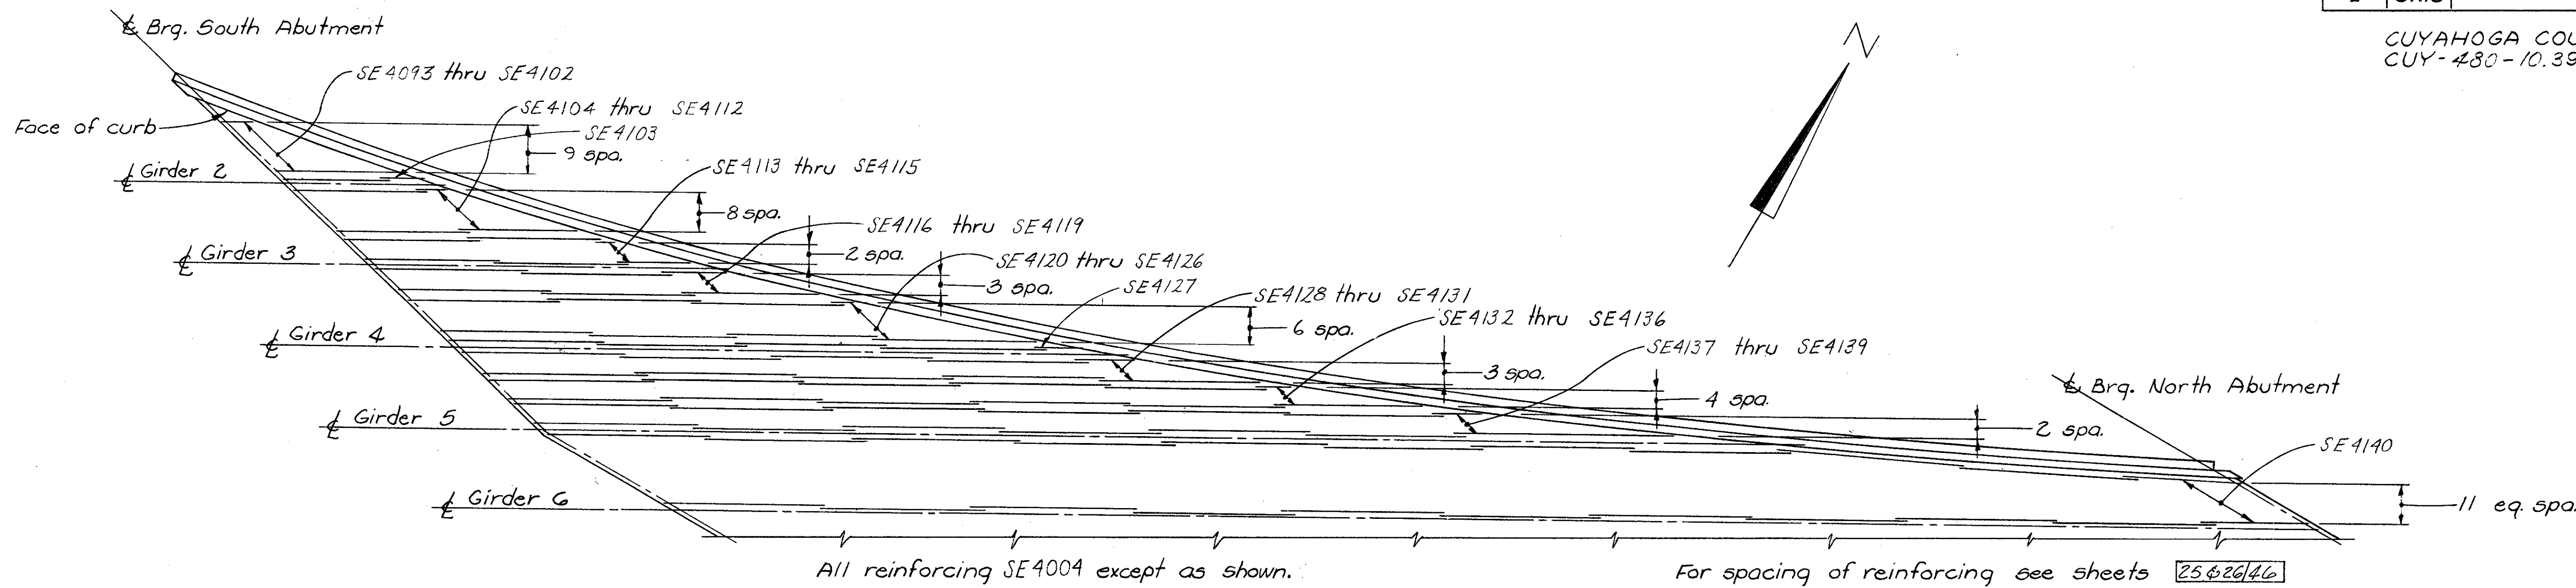 CUYAHOGA COU
CUY-480-10.39
N
℄ Brg. South Abutment
SE4093 thru SE4102
SE4104 thru SE4112
Face of curb
SE4103
9 spa.
SE4113 thru SE4115
℄ Girder 2
8 spa.
SE4116 thru SE4119
℄ Girder 3
2 spa.
SE4120 thru SE4126
3 spa.
SE4127
SE4128 thru SE4131
SE4132 thru SE4136
6 spa.
℄ Girder 4
SE4137 thru SE4139
3 spa.
℄ Brg. North Abutment
4 spa.
℄ Girder 5
2 spa.
SE4140
℄ Girder 6
11 eq. spa.
All reinforcing SE4004 except as shown.
For spacing of reinforcing see sheets 25&26/46